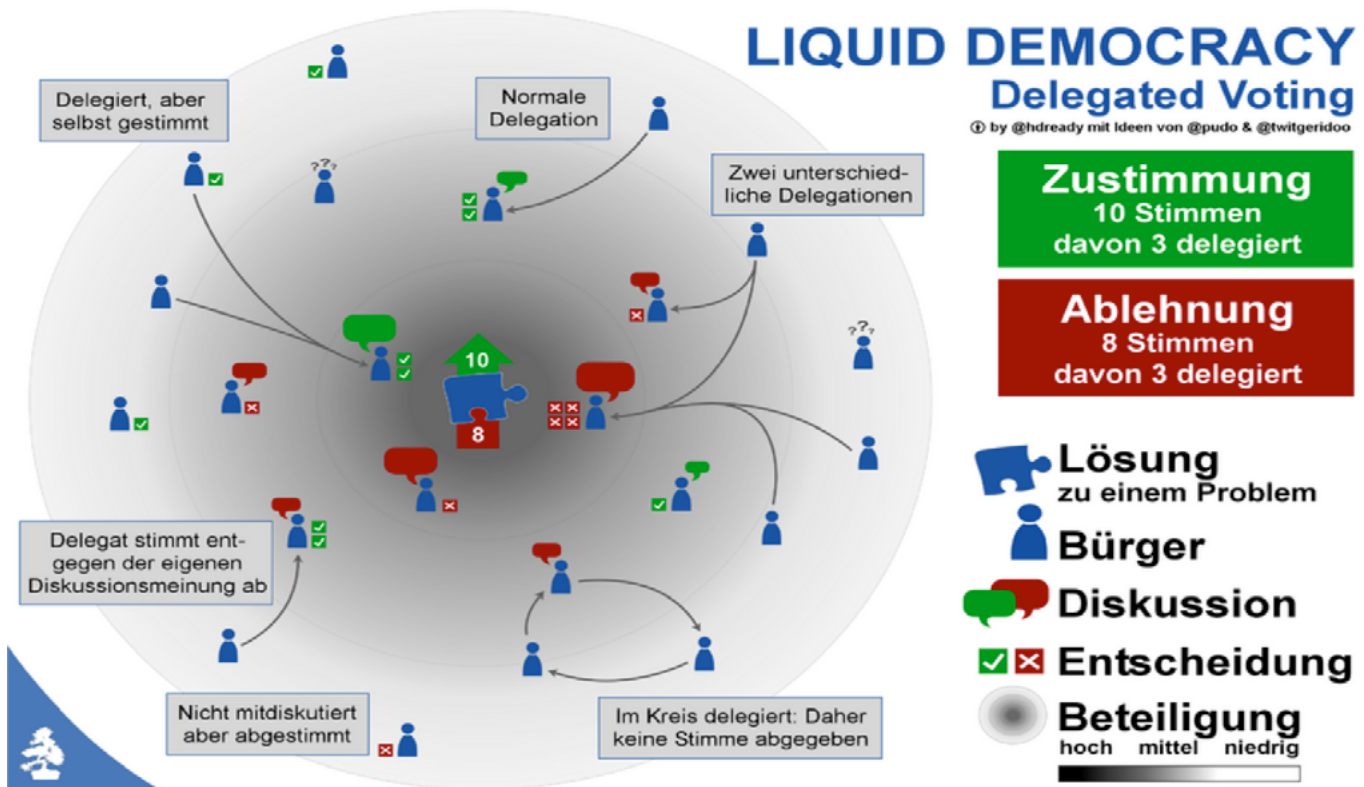 LIQUID DEMOCRACY
Delegated Voting
by @hdready mit Ideen von @pudo & @twitgeridoo
Delegiert, aber
selbst gestimmt
Normale
Delegation
Zwei unterschied-
liche Delegationen
???
???
10
8
Delegat stimmt ent-
gegen der eigenen
Diskussionsmeinung ab
Nicht mitdiskutiert
aber abgestimmt
Im Kreis delegiert: Daher
keine Stimme abgegeben
Zustimmung
10 Stimmen
davon 3 delegiert
Ablehnung
8 Stimmen
davon 3 delegiert
Lösung
zu einem Problem
Bürger
Diskussion
Entscheidung
Beteiligung
hoch mittel niedrig